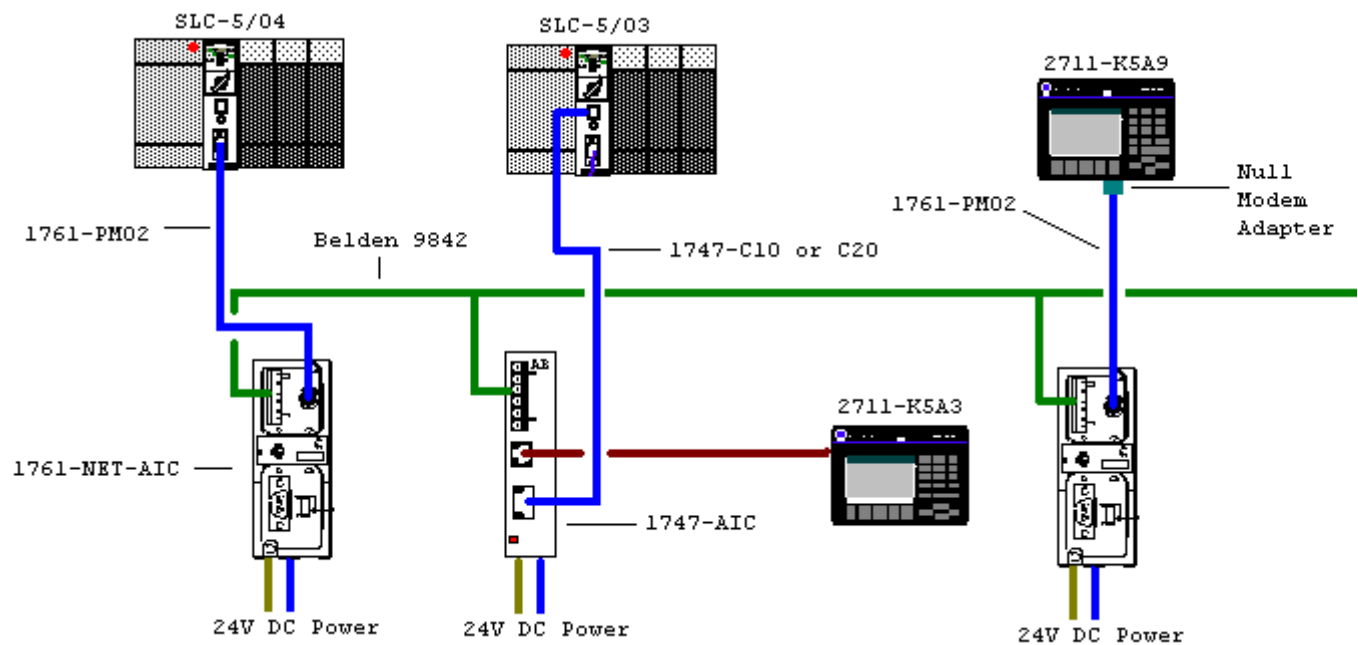 SLC-5/04
SLC-5/03
2711-K5A9
Null
Modem
Adapter
1761-PM02
1761-PM02
Belden 9842
1747-C10 or C20
AB
2711-K5A3
1761-NET-AIC
1747-AIC
24V DC Power
24V DC Power
24V DC Power